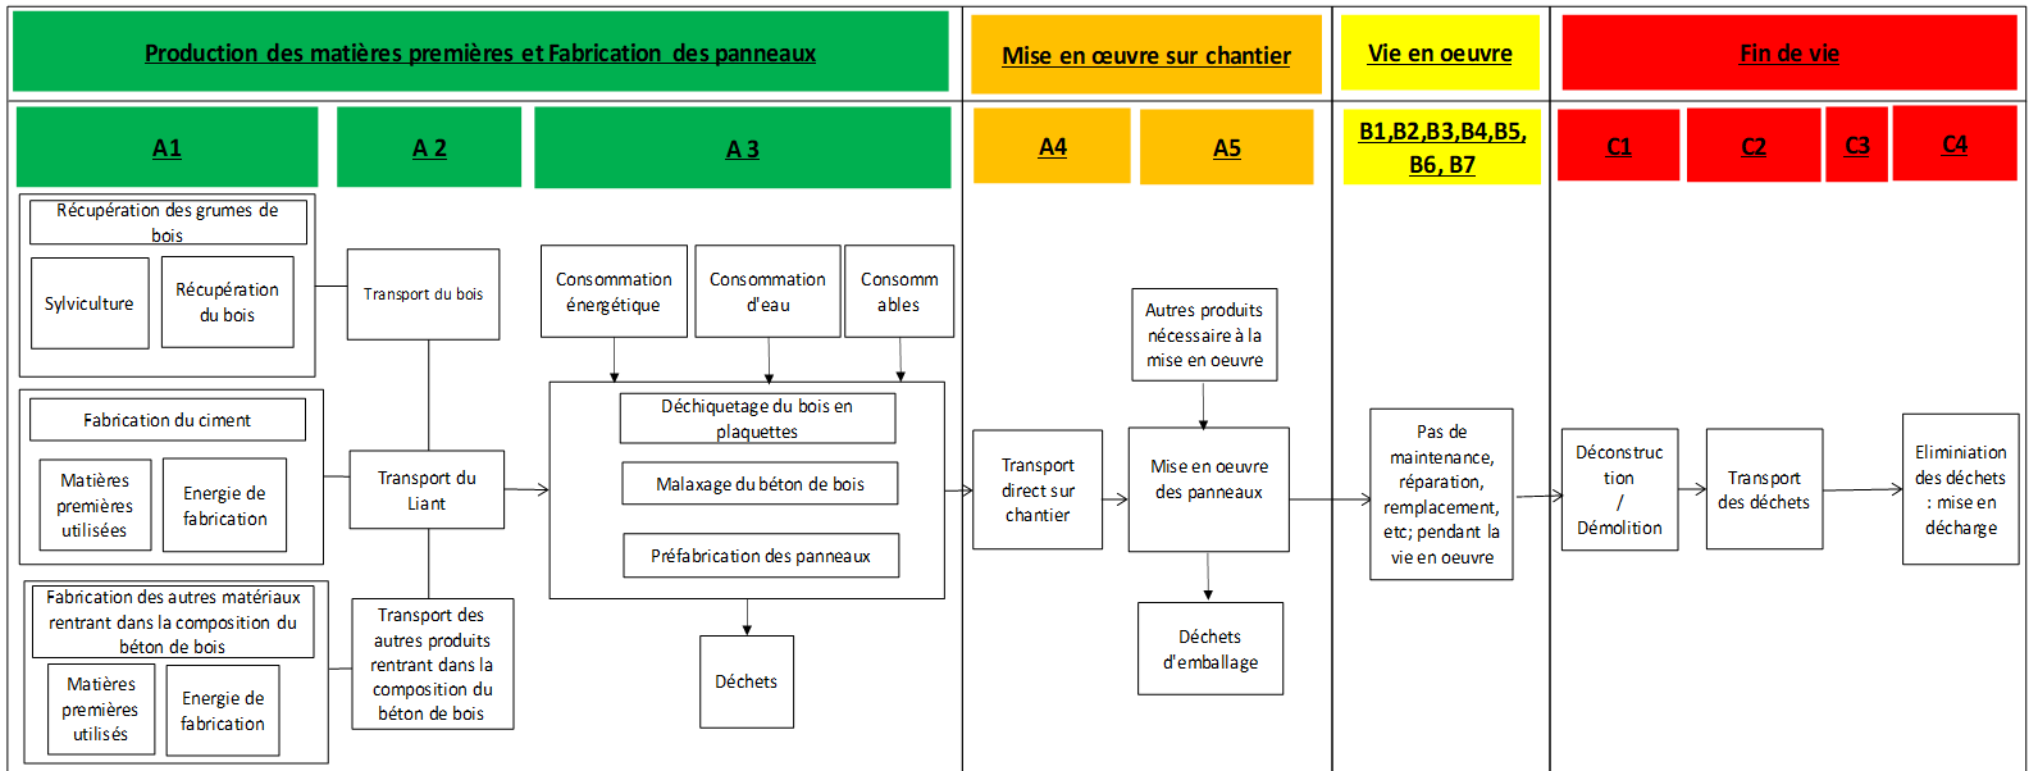 Production des matières premières et Fabrication des panneaux
Mise en œuvre sur chantier
Vie en oeuvre
Fin de vie
A1
A 2
A 3
A4
A5
B1,B2,B3,B4,B5,
B6, B7
C1
C2
C3
C4
Récupération des grumes de
bois
Sylviculture
Récupération
du bois
Transport du bois
Consommation
énergétique
Consommation
d'eau
Consomm
ables
Autres produits
nécessaire à la
mise en oeuvre
Fabrication du ciment
Matières
premières
utilisées
Energie de
fabrication
Transport du
Liant
Déchiquetage du bois en
plaquettes
Malaxage du béton de bois
Préfabrication des panneaux
Transport
direct sur
chantier
Mise en oeuvre
des panneaux
Pas de
maintenance,
réparation,
remplacement,
etc; pendant la
vie en oeuvre
Déconstruc
tion
/
Démolition
Transport
des déchets
Eliminiation
des déchets
: mise en
décharge
Fabrication des autres matériaux
rentrant dans la composition du
béton de bois
Matières
premières
utilisés
Energie de
fabrication
Transport des
autres produits
rentrant dans la
composition du
béton de bois
Déchets
Déchets
d'emballage